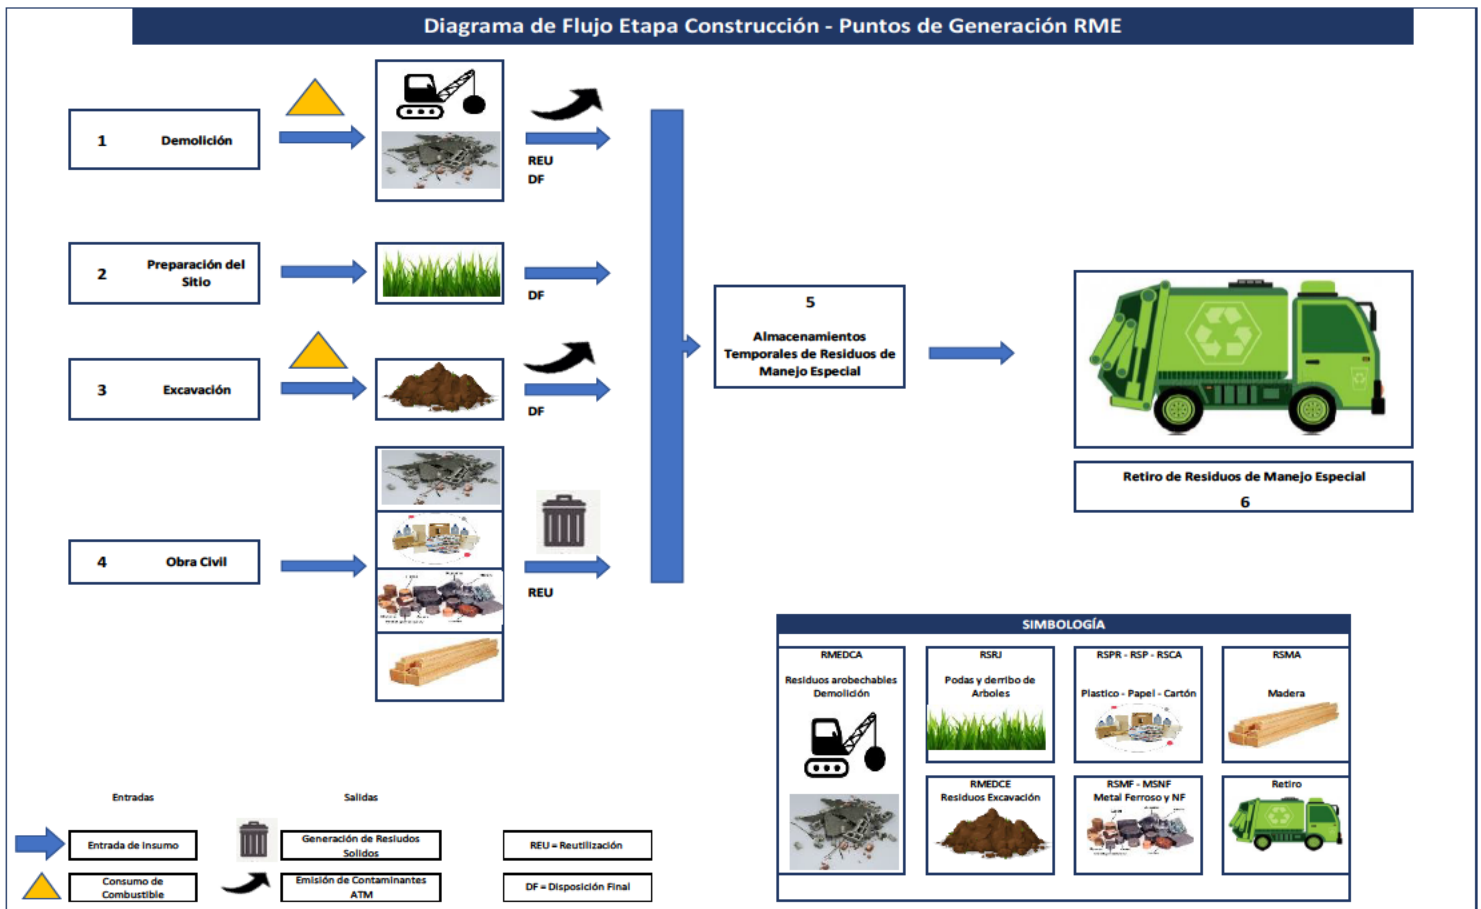 Diagrama de Flujo Etapa Construcción - Puntos de Generación RME
1 Demolición
REU
DF
2 Preparación del
Sitio
DF
3 Excavación
DF
4 Obra Civil
REU
5
Almacenamientos
Temporales de Residuos de
Manejo Especial
Retiro de Residuos de Manejo Especial
6
SIMBOLOGÍA
RMEDCA
Residuos arobechables
Demolición
RSRJ
Podas y derribo de
Arboles
RSPR - RSP - RSCA
Plastico - Papel - Cartón
RSMA
Madera
RMEDCE
Residuos Excavación
RSMF - MSNF
Metal Ferroso y NF
Retiro
Entradas
Salidas
Entrada de Insumo
Generación de Resiudos
Solidos
REU = Reutilización
Consumo de
Combustible
Emisión de Contaminantes
ATM
DF = Disposición Final